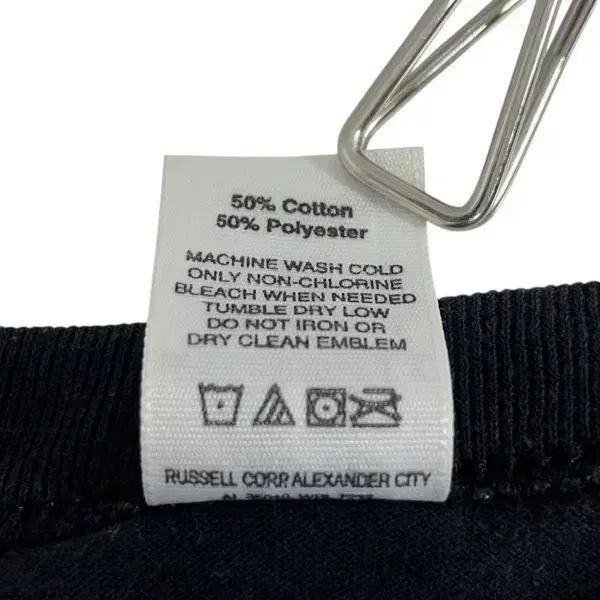 50% Cotton
50% Polyester
MACHINE WASH COLD
ONLY NON-CHLORINE
BLEACH WHEN NEEDED
TUMBLE DRY LOW
DO NOT IRON OR
DRY CLEAN EMBLEM
RUSSELL CORP ALEXANDER CITY